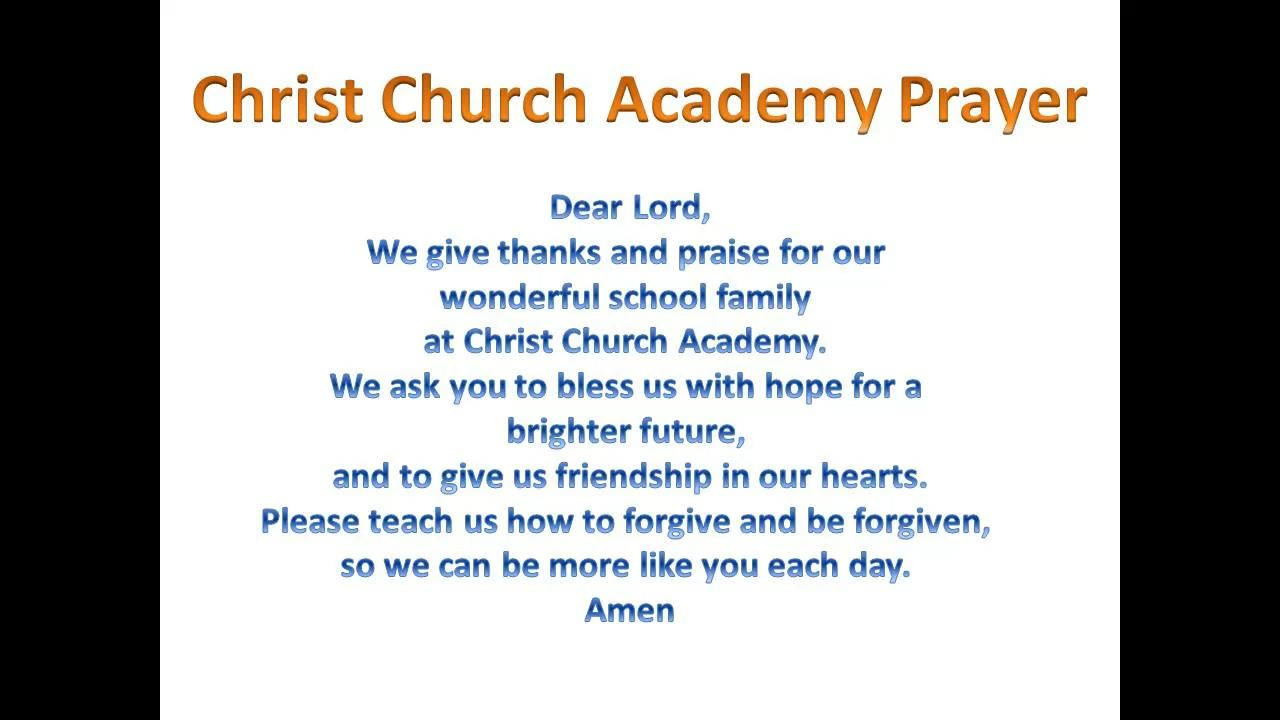 Christ Church Academy Prayer
Dear Lord,
We give thanks and praise for our
wonderful school family
at Christ Church Academy.
We ask you to bless us with hope for a
brighter future,
and to give us friendship in our hearts.
Please teach us how to forgive and be forgiven,
so we can be more like you each day.
Amen